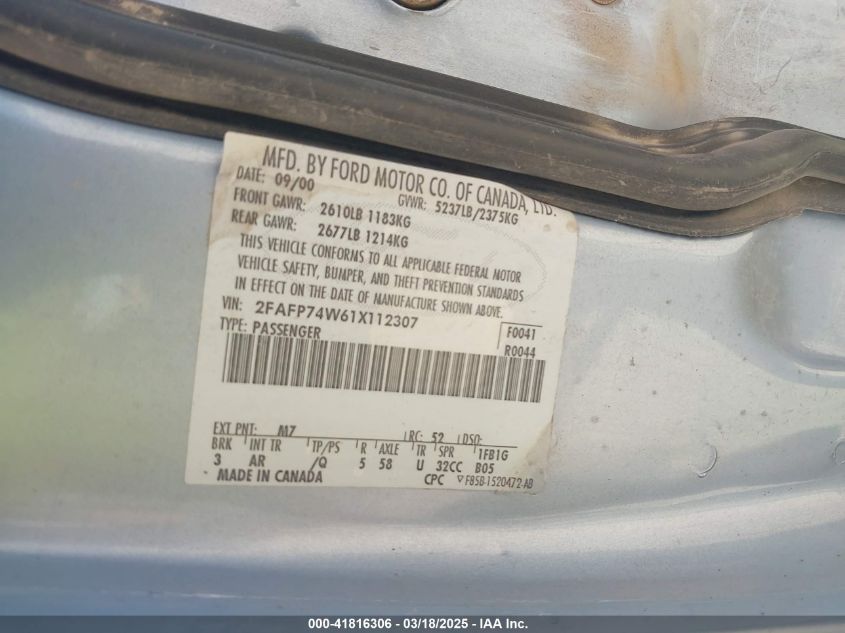 MFD. BY FORD MOTOR CO. OF CANADA, LTD.
DATE: 09/00 GVWR: 5237LB/2375KG
FRONT GAWR: 2610LB 1183KG
REAR GAWR: 2677LB 1214KG
THIS VEHICLE CONFORMS TO ALL APPLICABLE FEDERAL MOTOR
VEHICLE SAFETY, BUMPER, AND THEFT PREVENTION STANDARDS
IN EFFECT ON THE DATE OF MANUFACTURE SHOWN ABOVE.
VIN: 2FAFP74W61X112307 F0041
TYPE: PASSENGER R0044
EXT PNT: M7 RC: 52 DSO:
BRK INT TR TP/PS R AXLE TR SPR 1FB1G
3 AR /Q 5 58 U 32CC B05
MADE IN CANADA CPC ▽F85B-1520472-AB
000-41816306 - 03/18/2025 - IAA Inc.